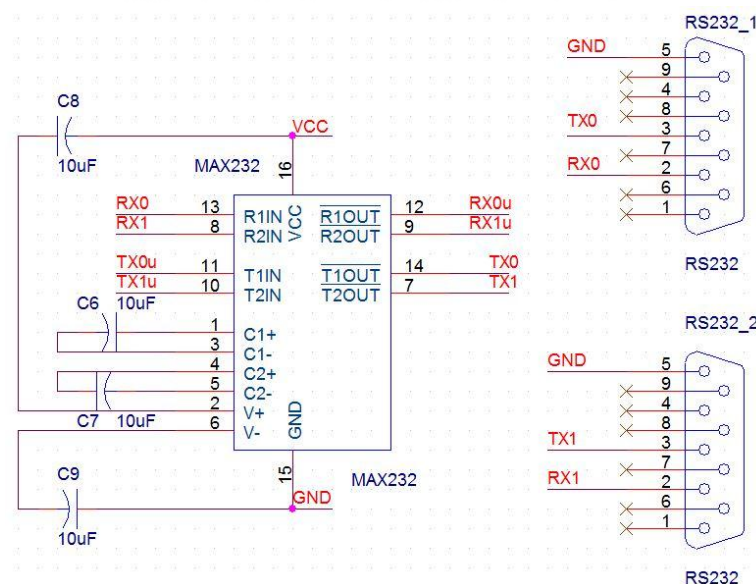 RS232_1
GND 5
9
4
8
TX0 3
7
RX0 2
6
1
RS232
C8
10uF
VCC
MAX232
16
RX0 13 R1IN VCC R1OUT 12 RX0u
RX1 8 R2IN R2OUT 9 RX1u
TX0u 11 T1IN T1OUT 14 TX0
TX1u 10 T2IN T2OUT 7 TX1
C6 10uF
1 C1+
3 C1-
4 C2+
5 C2-
2 V+
6 V-
GND
C7 10uF
15
MAX232
GND
C9
10uF
RS232_2
GND 5
9
4
8
TX1 3
7
RX1 2
6
1
RS232